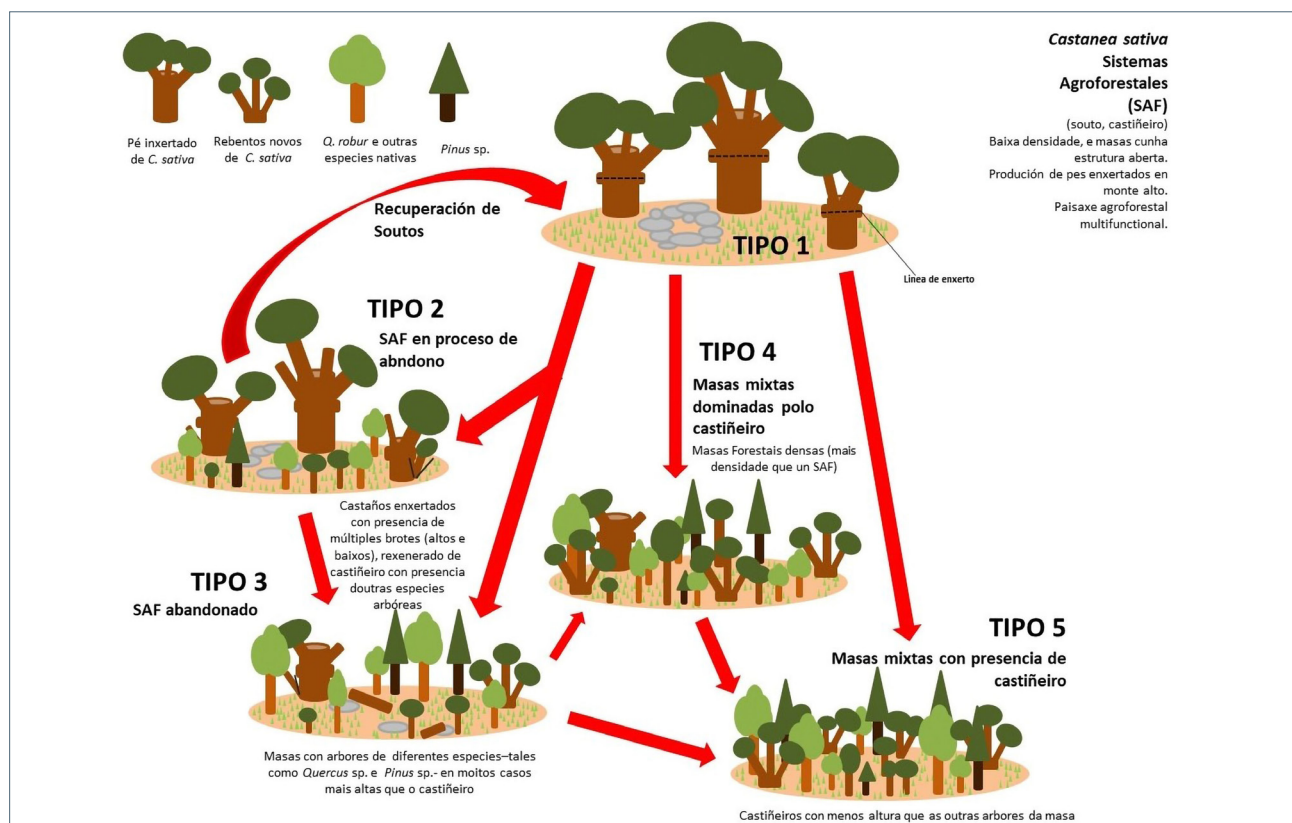 Pé inxertado
de C. sativa
Rebentos novos
de C. sativa
Q. robur e outras
especies nativas
Pinus sp.
Castanea sativa
Sistemas
Agroforestales
(SAF)
(souto, castiñeiro)
Baixa densidade, e masas cunha
estrutura aberta.
Produción de pes enxertados en
monte alto.
Paisaxe agroforestal
multifunctional.
Recuperación de
Soutos
TIPO 1
Linea de enxerto
TIPO 2
SAF en proceso de
abndono
TIPO 4
Masas mixtas
dominadas polo
castiñeiro
Masas Forestais densas (mais
densidade que un SAF)
Castaños enxertados
con presencia de
múltiples brotes (altos e
baixos), rexenerado de
castiñeiro con presencia
doutras especies
arbóreas
TIPO 3
SAF abandonado
TIPO 5
Masas mixtas con presencia de
castiñeiro
Masas con arbores de diferentes especies–tales
como Quercus sp. e Pinus sp.- en moitos casos
mais altas que o castiñeiro
Castiñeiros con menos altura que as outras arbores da masa